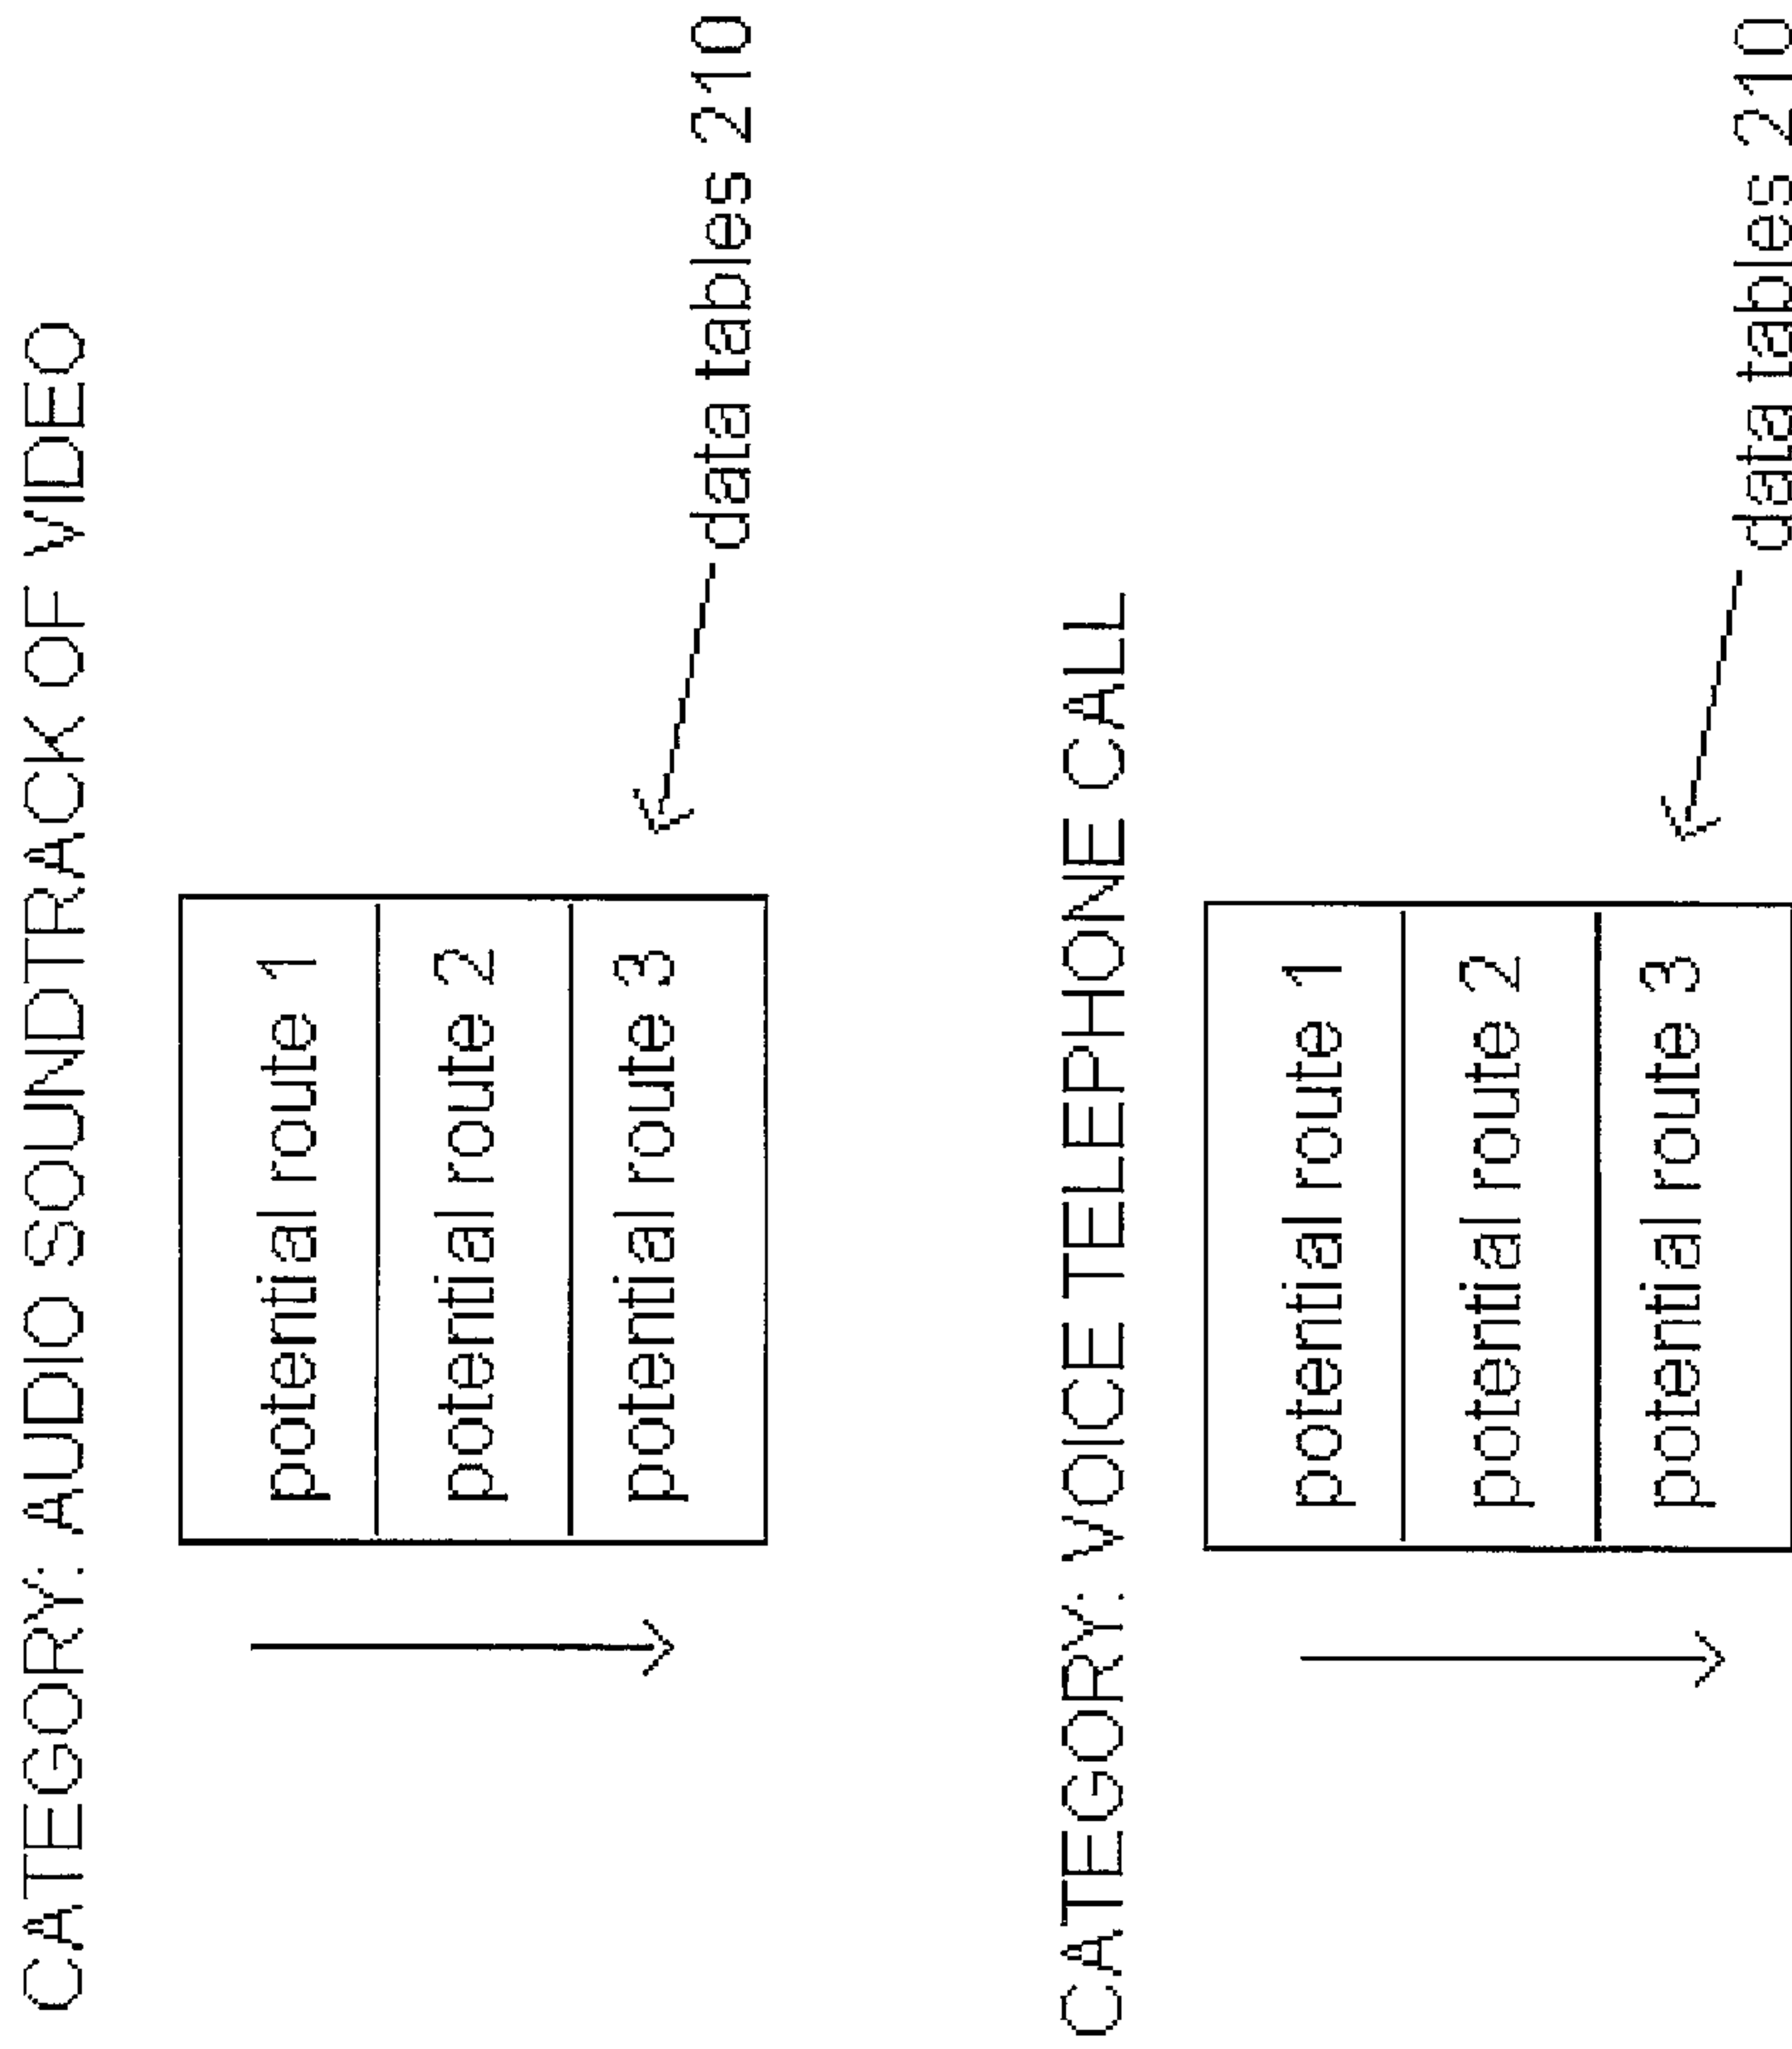 CATEGORY: AUDIO SOUNDTRACK OF VIDEO
potential route 1
potential route 2
potential route 3
data tables 210
CATEGORY: VOICE TELEPHONE CALL
potential route 1
potential route 2
potential route 3
data tables 210